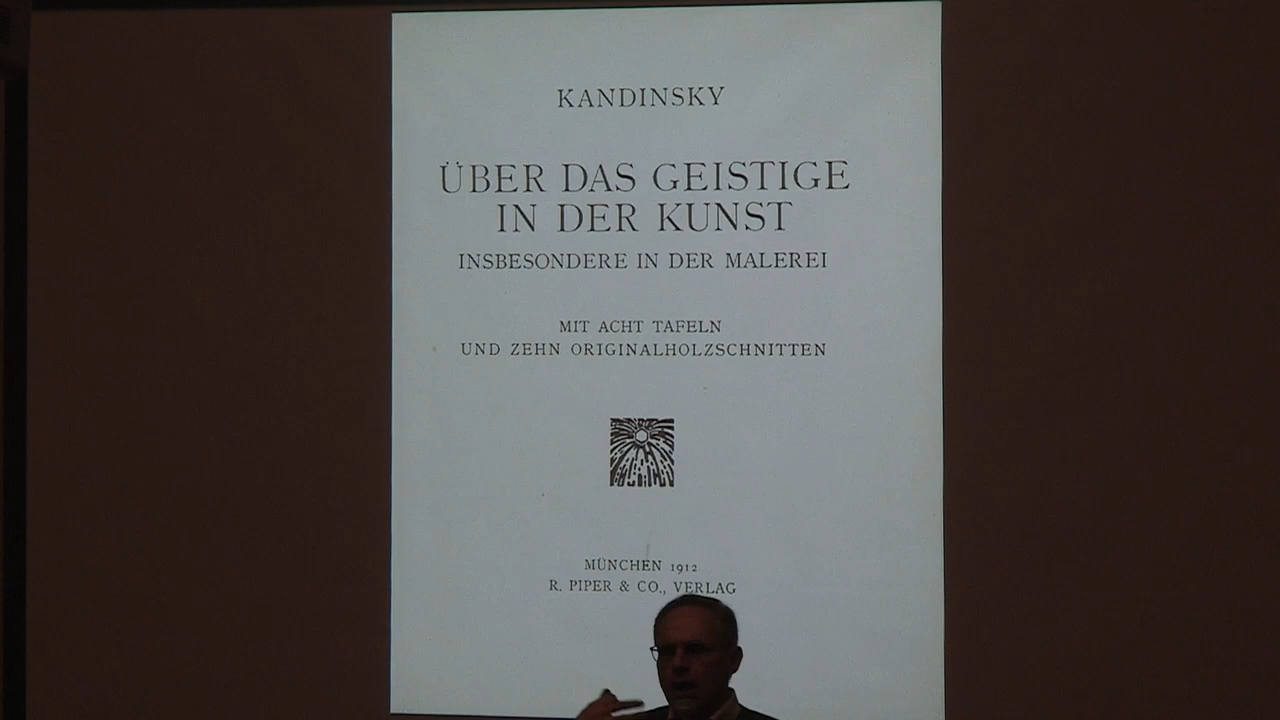 KANDINSKY
ÜBER DAS GEISTIGE
IN DER KUNST
INSBESONDERE IN DER MALEREI
MIT ACHT TAFELN
UND ZEHN ORIGINALHOLZSCHNITTEN
MÜNCHEN 1912
R. PIPER & CO., VERLAG